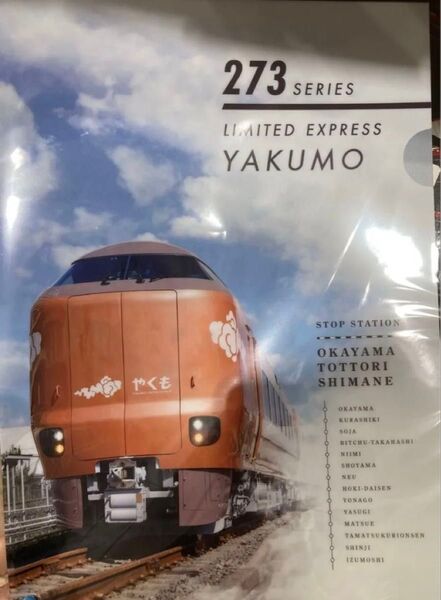 273 SERIES
LIMITED EXPRESS
YAKUMO
STOP STATION
OKAYAMA
TOTTORI
SHIMANE
OKAYAMA
KURASHIKI
SOJA
BITCHU-TAKAHASHI
NIIMI
SHOYAMA
NEU
HOKI-DAISEN
YONAGO
YASUGI
MATSUE
TAMATSUKURIONSEN
SHINJI
IZUMOSHI
やくも